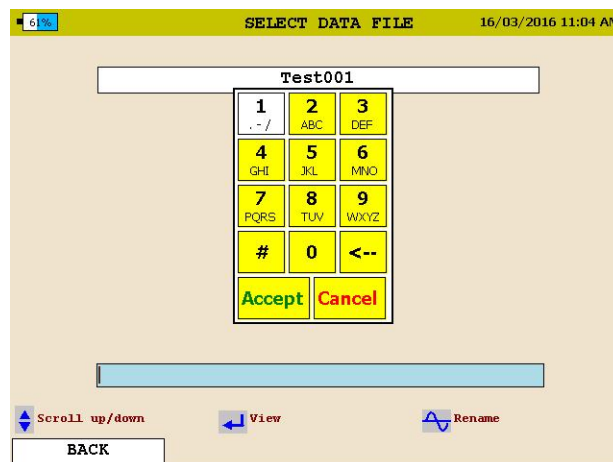 61% SELECT DATA FILE 16/03/2016 11:04 AM
Test001
1 2 3
.-/ ABC DEF
4 5 6
GHI JKL MNO
7 8 9
PQRS TUV WXYZ
# 0 <--
Accept Cancel
Scroll up/down View Rename
BACK